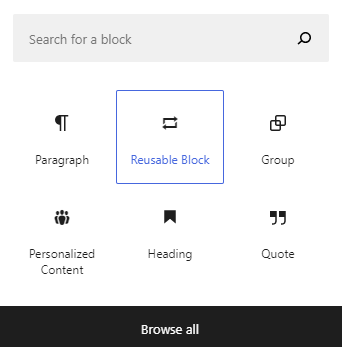 Search for a block
Paragraph
Reusable Block
Group
Personalized
Content
Heading
Quote
Browse all